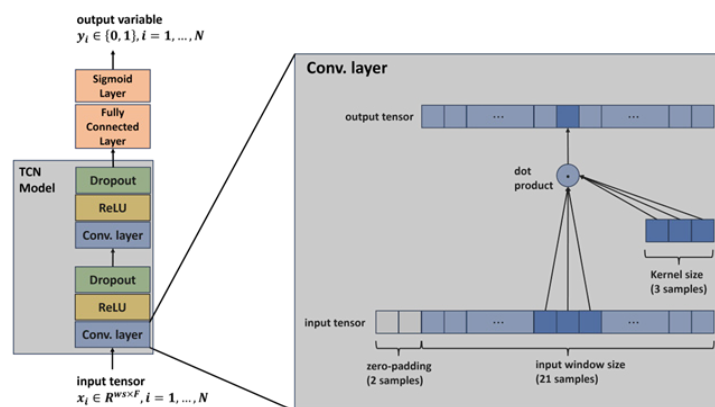 output variable
y_i ∈ {0, 1}, i = 1, …, N
Sigmoid
Layer
Fully
Connected
Layer
TCN
Model
Dropout
ReLU
Conv. layer
Dropout
ReLU
Conv. layer
input tensor
x_i ∈ R^{ws×F}, i = 1, …, N
Conv. layer
output tensor
...
...
dot
product
Kernel size
(3 samples)
input tensor
...
...
zero-padding
(2 samples)
input window size
(21 samples)